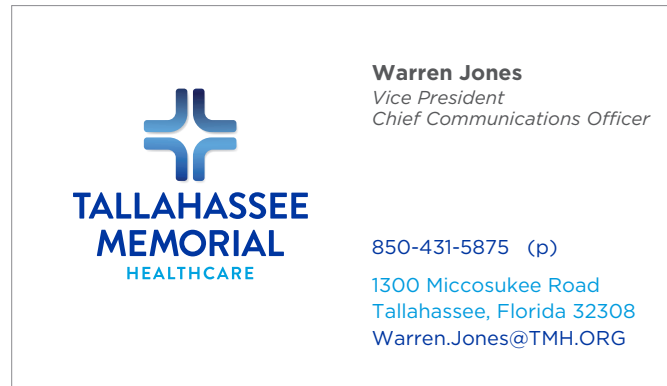 Warren Jones
Vice President
Chief Communications Officer
TALLAHASSEE
MEMORIAL
HEALTHCARE
850-431-5875 (p)
1300 Miccosukee Road
Tallahassee, Florida 32308
Warren.Jones@TMH.ORG